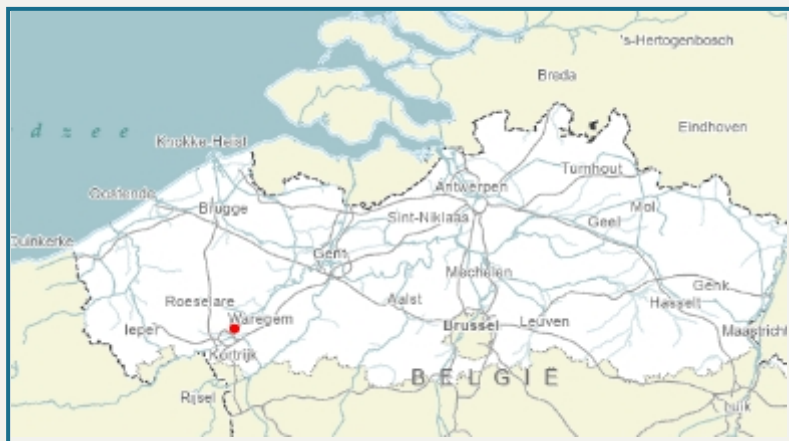 's-Hertogenbosch
Breda
d z e e
Eindhoven
Knokke-Heist
Turnhout
Antwerpen
Oostende
Mol
Brugge
Sint-Niklaas
Geel
Duinkerke
Gent
Mechelen
Genk
Roeselare
Aalst
Hasselt
Waregem
Ieper
Brussel
Leuven
Maastricht
Kortrijk
BELGIË
Rijsel
Luik